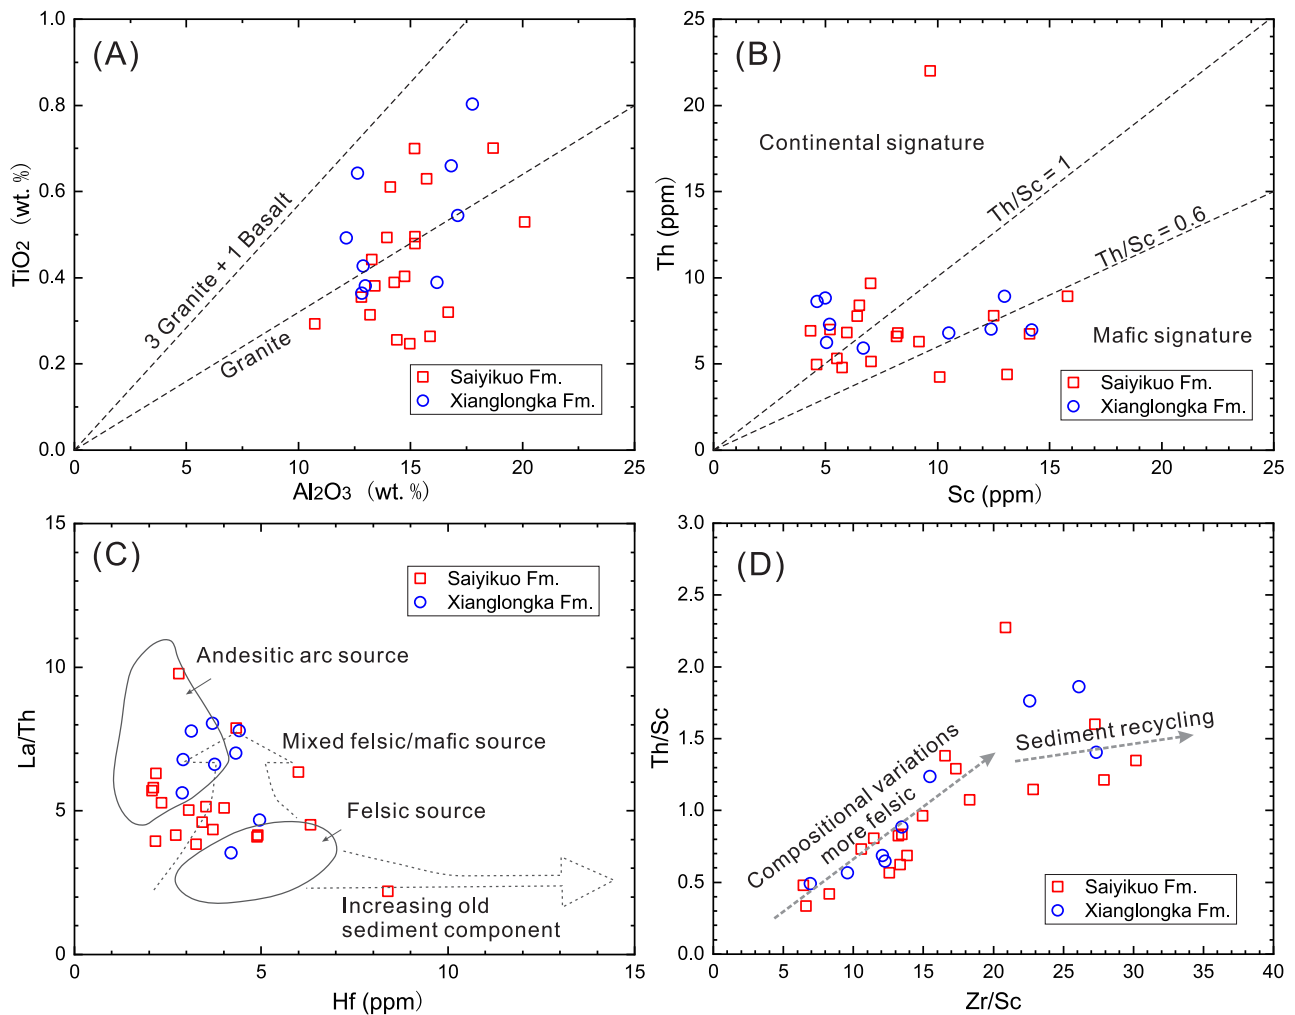 (A)
TiO2 (wt. %)
1.0
0.8
0.6
0.4
0.2
0.0
3 Granite + 1 Basalt
Granite
Saiyikuo Fm.
Xianglongka Fm.
0
5
10
15
20
25
Al2O3 (wt. %)
(B)
Th (ppm)
25
20
15
10
5
0
Continental signature
Th/Sc = 1
Th/Sc = 0.6
Mafic signature
Saiyikuo Fm.
Xianglongka Fm.
0
5
10
15
20
25
Sc (ppm)
(C)
La/Th
15
10
5
0
Saiyikuo Fm.
Xianglongka Fm.
Andesitic arc source
Mixed felsic/mafic source
Felsic source
Increasing old
sediment component
0
5
10
15
Hf (ppm)
(D)
Th/Sc
3.0
2.5
2.0
1.5
1.0
0.5
0.0
Compositional variations
more felsic
Sediment recycling
Saiyikuo Fm.
Xianglongka Fm.
0
5
10
15
20
25
30
35
40
Zr/Sc